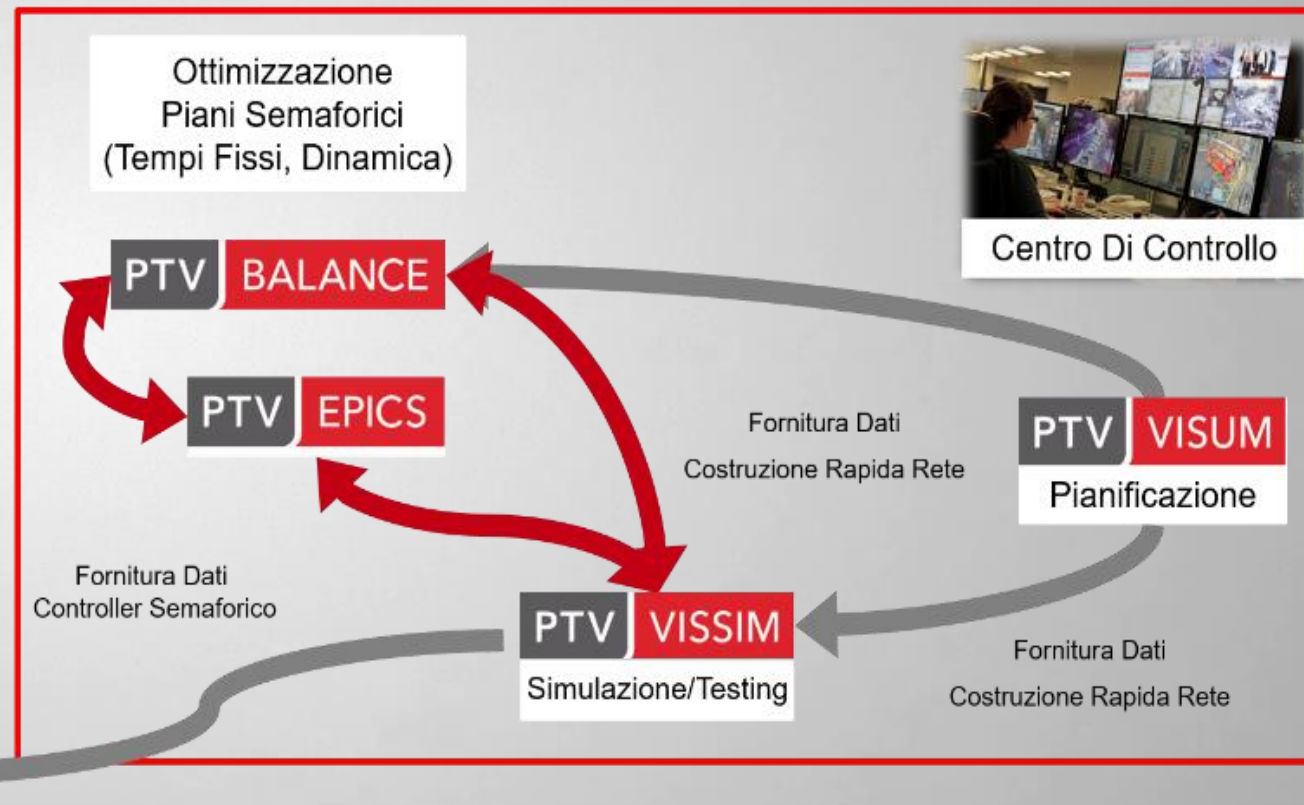 Ottimizzazione
Piani Semaforici
(Tempi Fissi, Dinamica)
Centro Di Controllo
PTV BALANCE
PTV EPICS
Fornitura Dati
Costruzione Rapida Rete
PTV VISUM
Pianificazione
Fornitura Dati
Controller Semaforico
PTV VISSIM
Simulazione/Testing
Fornitura Dati
Costruzione Rapida Rete